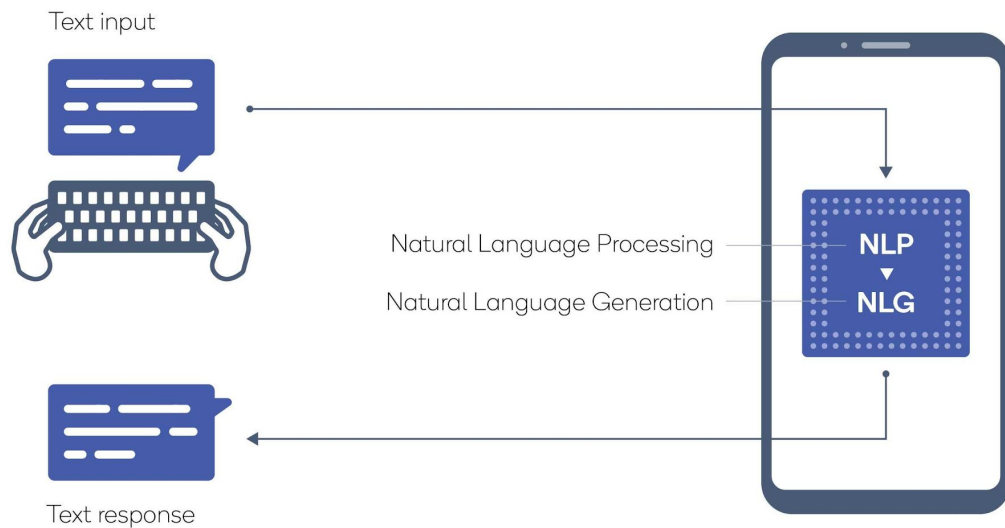 Text input
Natural Language Processing
NLP
Natural Language Generation
NLG
Text response